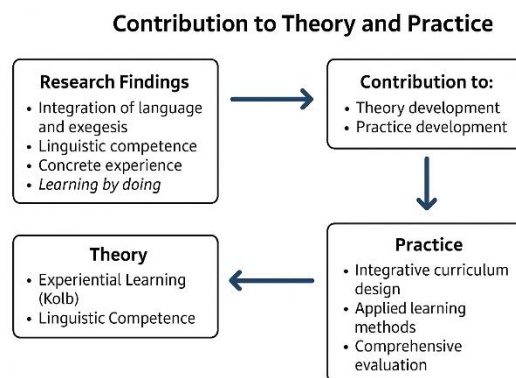 Contribution to Theory and Practice
Research Findings
• Integration of language
and exegesis
• Linguistic competence
• Concrete experience
• Learning by doing
Contribution to:
• Theory development
• Practice development
Practice
• Integrative curriculum
design
• Applied learning
methods
• Comprehensive
evaluation
Theory
• Experiential Learning
(Kolb)
• Linguistic Competence